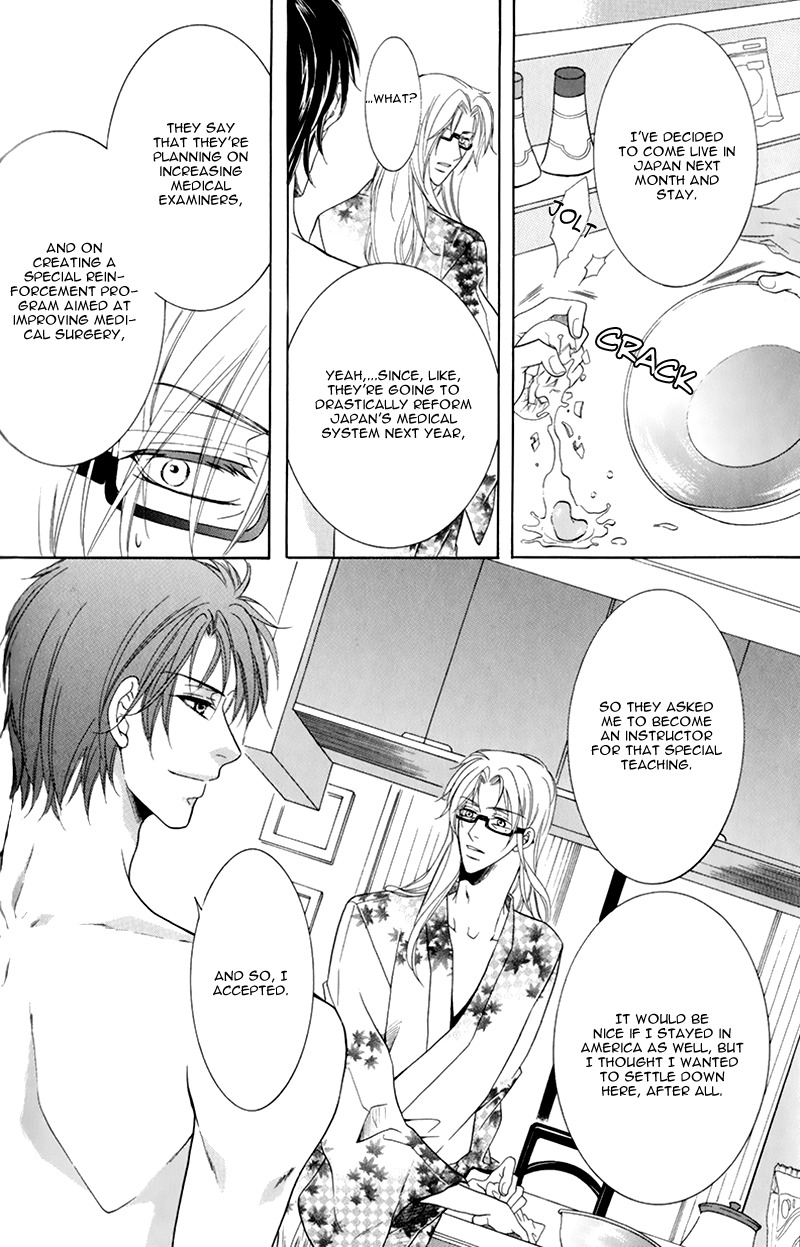 I'VE DECIDED
TO COME LIVE IN
JAPAN NEXT
MONTH AND
STAY.
JOLT
CRACK
...WHAT?
YEAH,...SINCE, LIKE,
THEY'RE GOING TO
DRASTICALLY REFORM
JAPAN'S MEDICAL
SYSTEM NEXT YEAR,
THEY SAY
THAT THEY'RE
PLANNING ON
INCREASING
MEDICAL
EXAMINERS,
AND ON
CREATING A
SPECIAL REIN-
FORCEMENT PRO-
GRAM AIMED AT
IMPROVING MEDI-
CAL SURGERY,
SO THEY ASKED
ME TO BECOME
AN INSTRUCTOR
FOR THAT SPECIAL
TEACHING.
IT WOULD BE
NICE IF I STAYED IN
AMERICA AS WELL, BUT
I THOUGHT I WANTED
TO SETTLE DOWN
HERE, AFTER ALL.
AND SO, I
ACCEPTED.